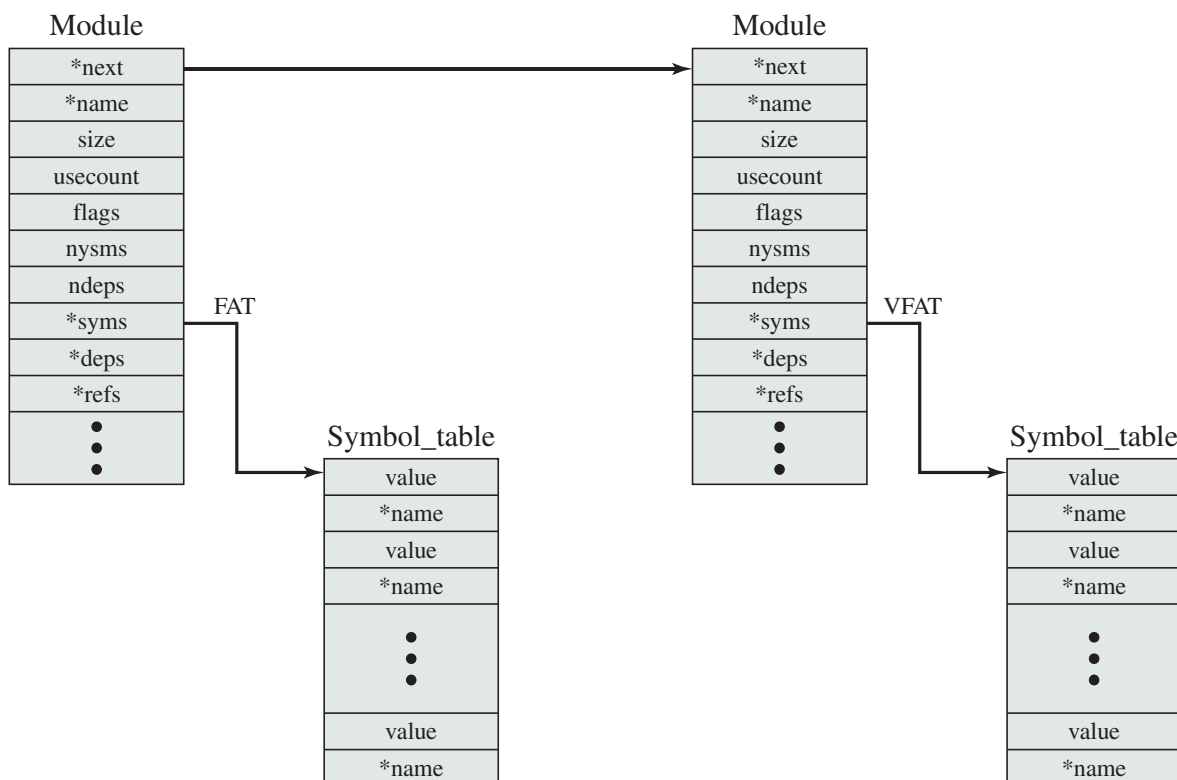 Module
*next
*name
size
usecount
flags
nysms
ndeps
*syms
*deps
*refs
FAT
Symbol_table
value
*name
value
*name
value
*name
Module
*next
*name
size
usecount
flags
nysms
ndeps
*syms
*deps
*refs
VFAT
Symbol_table
value
*name
value
*name
value
*name